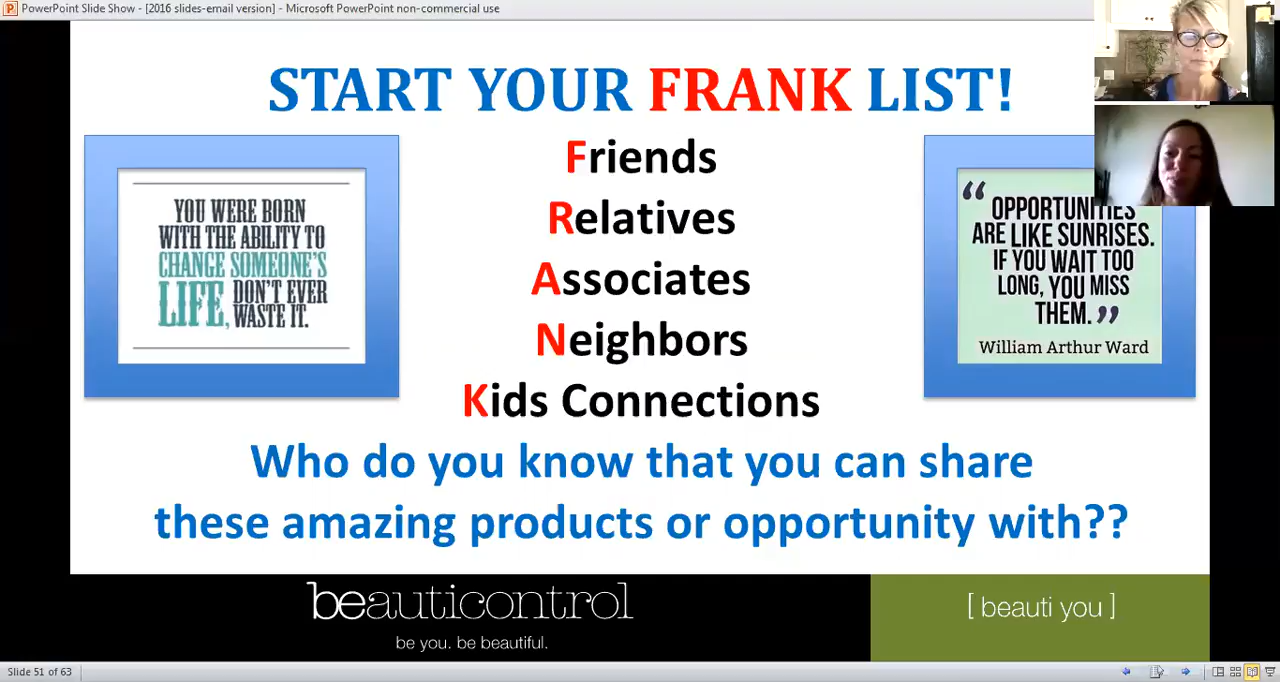 PowerPoint Slide Show - [2016 slides-email version] - Microsoft PowerPoint non-commercial use
START YOUR FRANK LIST!
Friends
Relatives
Associates
Neighbors
Kids Connections
YOU WERE BORN
WITH THE ABILITY TO
CHANGE SOMEONE'S
LIFE, DON'T EVER
WASTE IT.
“ OPPORTUNITIES
ARE LIKE SUNRISES.
IF YOU WAIT TOO
LONG, YOU MISS
THEM. ”
William Arthur Ward
Who do you know that you can share
these amazing products or opportunity with??
beauticontrol
be you. be beautiful.
[ beauti you ]
Slide 51 of 63